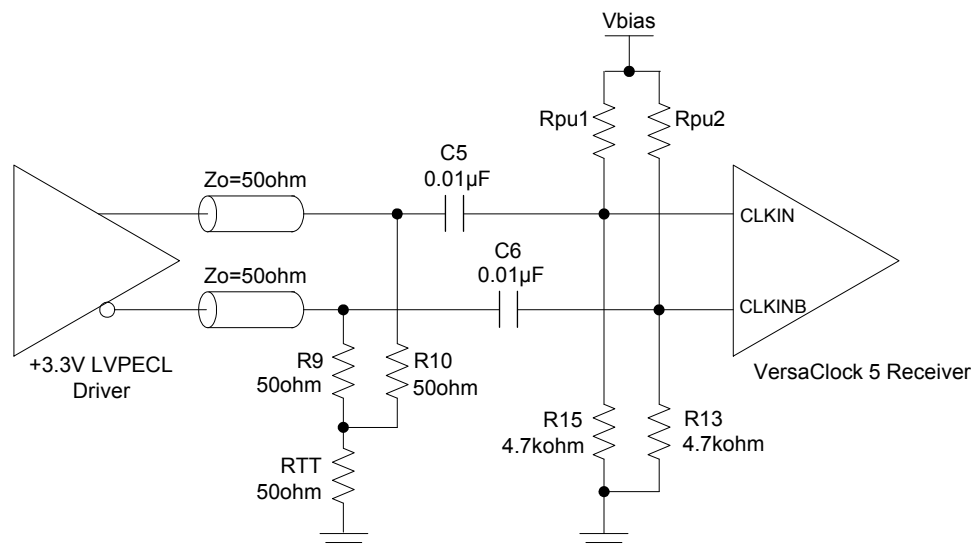 Vbias
Rpu1
Rpu2
C5
0.01µF
Zo=50ohm
CLKIN
C6
0.01µF
Zo=50ohm
CLKINB
+3.3V LVPECL
Driver
R9
50ohm
R10
50ohm
VersaClock 5 Receiver
R15
4.7kohm
R13
4.7kohm
RTT
50ohm